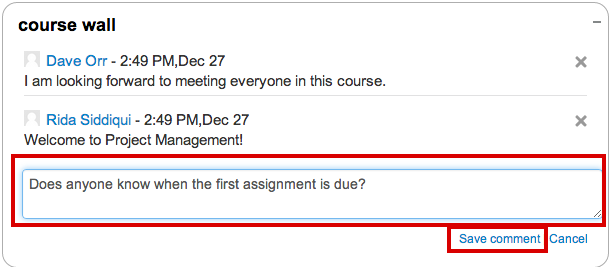 course wall
Dave Orr - 2:49 PM,Dec 27
I am looking forward to meeting everyone in this course.
Rida Siddiqui - 2:49 PM,Dec 27
Welcome to Project Management!
Does anyone know when the first assignment is due?
Save comment Cancel